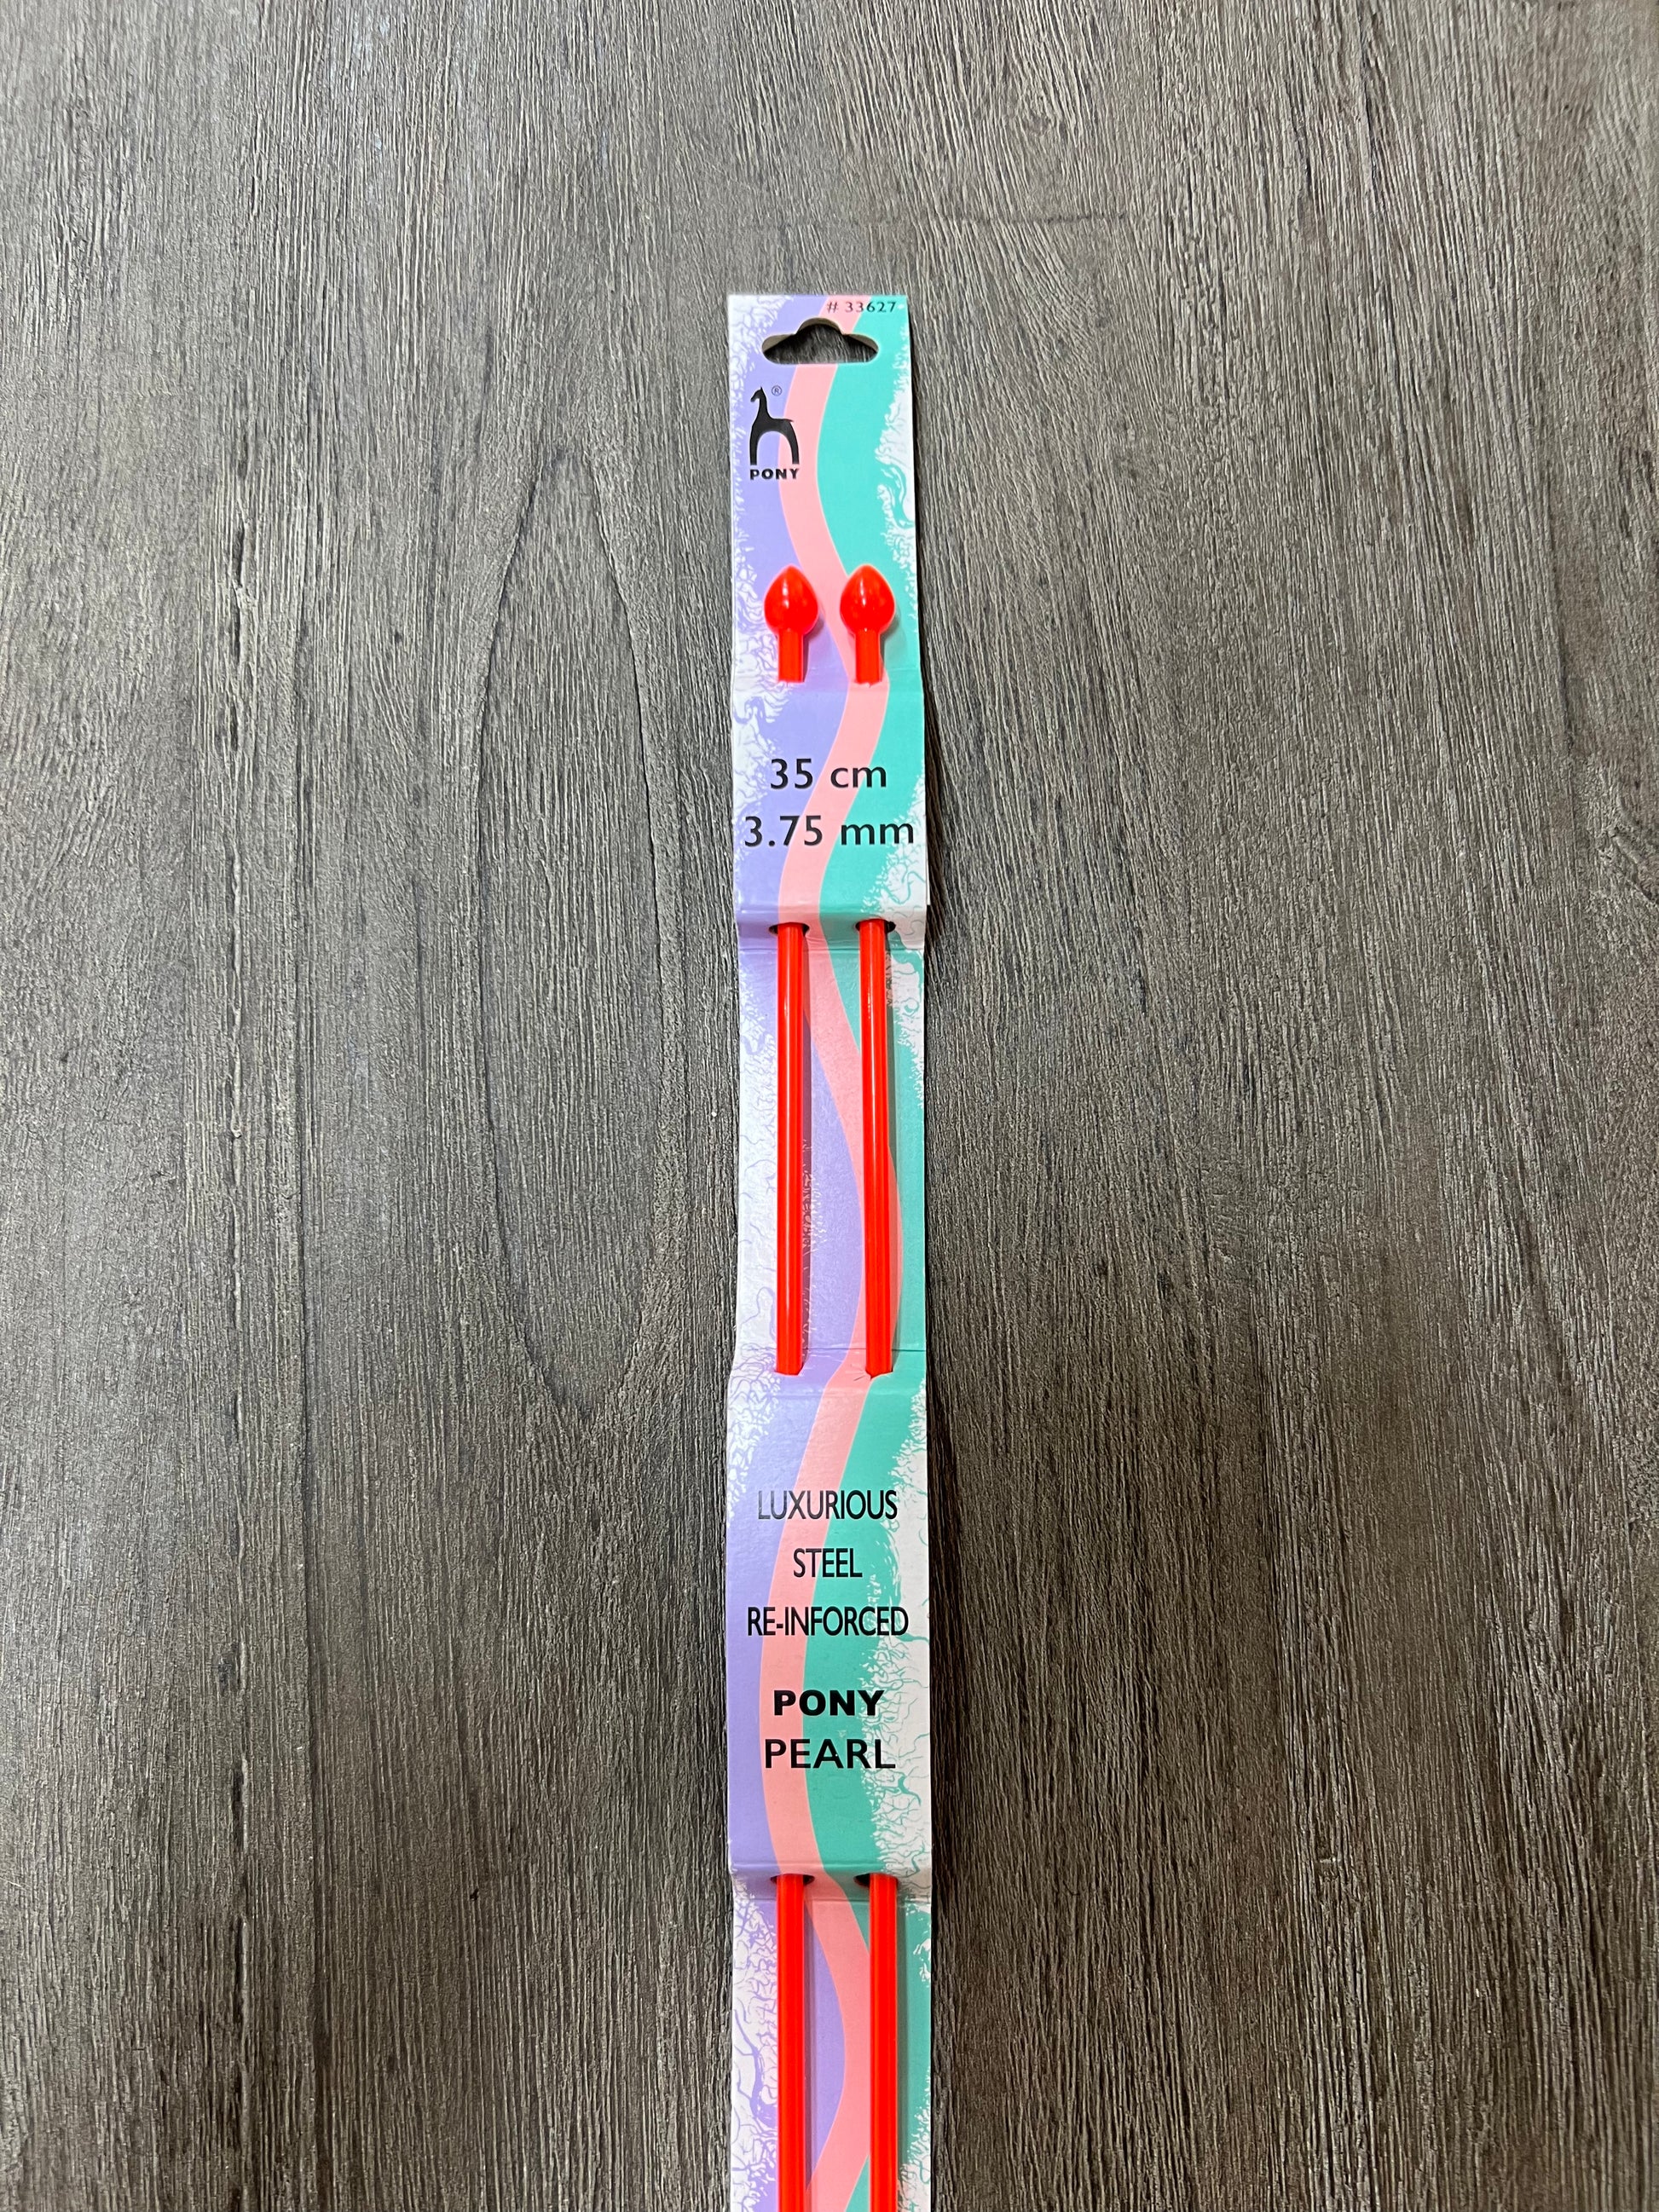 # 33627
®
PONY
35 cm
3.75 mm
LUXURIOUS
STEEL
RE-INFORCED
PONY
PEARL